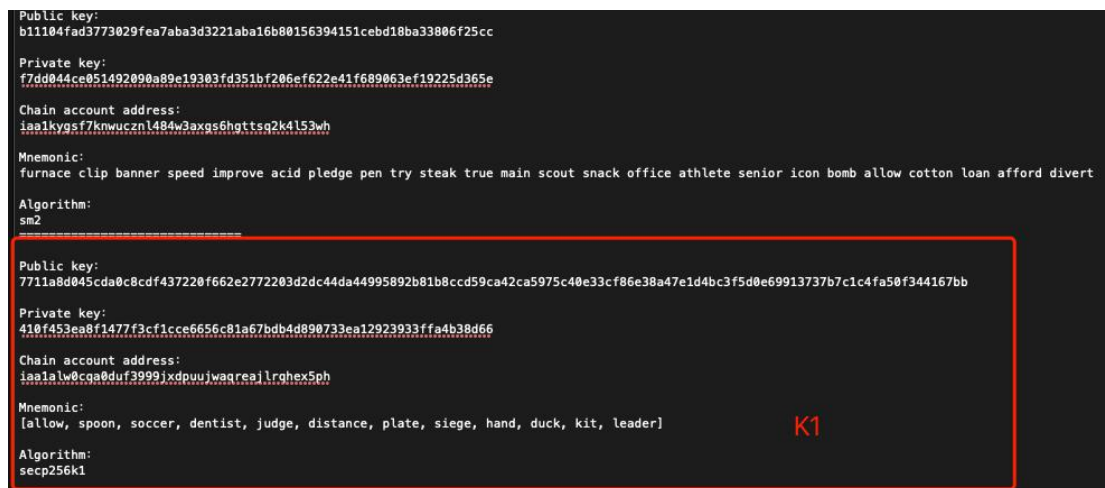 Public key:
b11104fad3773029fea7aba3d3221aba16b80156394151cebd18ba33806f25cc
Private key:
f7dd044ce051492090a89e19303fd351bf206ef622e41f689063ef19225d365e
Chain account address:
iaa1kygsf7knwucznl484w3axgs6hgttsq2k4l53wh
Mnemonic:
furnace clip banner speed improve acid pledge pen try steak true main scout snack office athlete senior icon bomb allow cotton loan afford divert
Algorithm:
sm2
==============================
Public key:
7711a8d045cda0c8cdf437220f662e2772203d2dc44da44995892b81b8ccd59ca42ca5975c40e33cf86e38a47e1d4bc3f5d0e69913737b7c1c4fa50f344167bb
Private key:
410f453ea8f1477f3cf1cce6656c81a67bdb4d890733ea12923933ffa4b38d66
Chain account address:
iaa1alw0cqa0duf3999jxdpuujwaqreajlrqhex5ph
Mnemonic:
[allow, spoon, soccer, dentist, judge, distance, plate, siege, hand, duck, kit, leader]
K1
Algorithm:
secp256k1